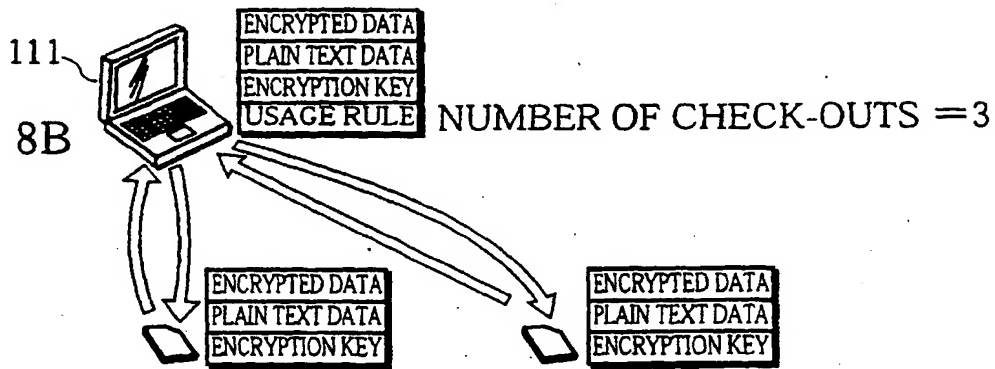 111
8B
ENCRYPTED DATA
PLAIN TEXT DATA
ENCRYPTION KEY
USAGE RULE
NUMBER OF CHECK-OUTS =3
ENCRYPTED DATA
PLAIN TEXT DATA
ENCRYPTION KEY
ENCRYPTED DATA
PLAIN TEXT DATA
ENCRYPTION KEY